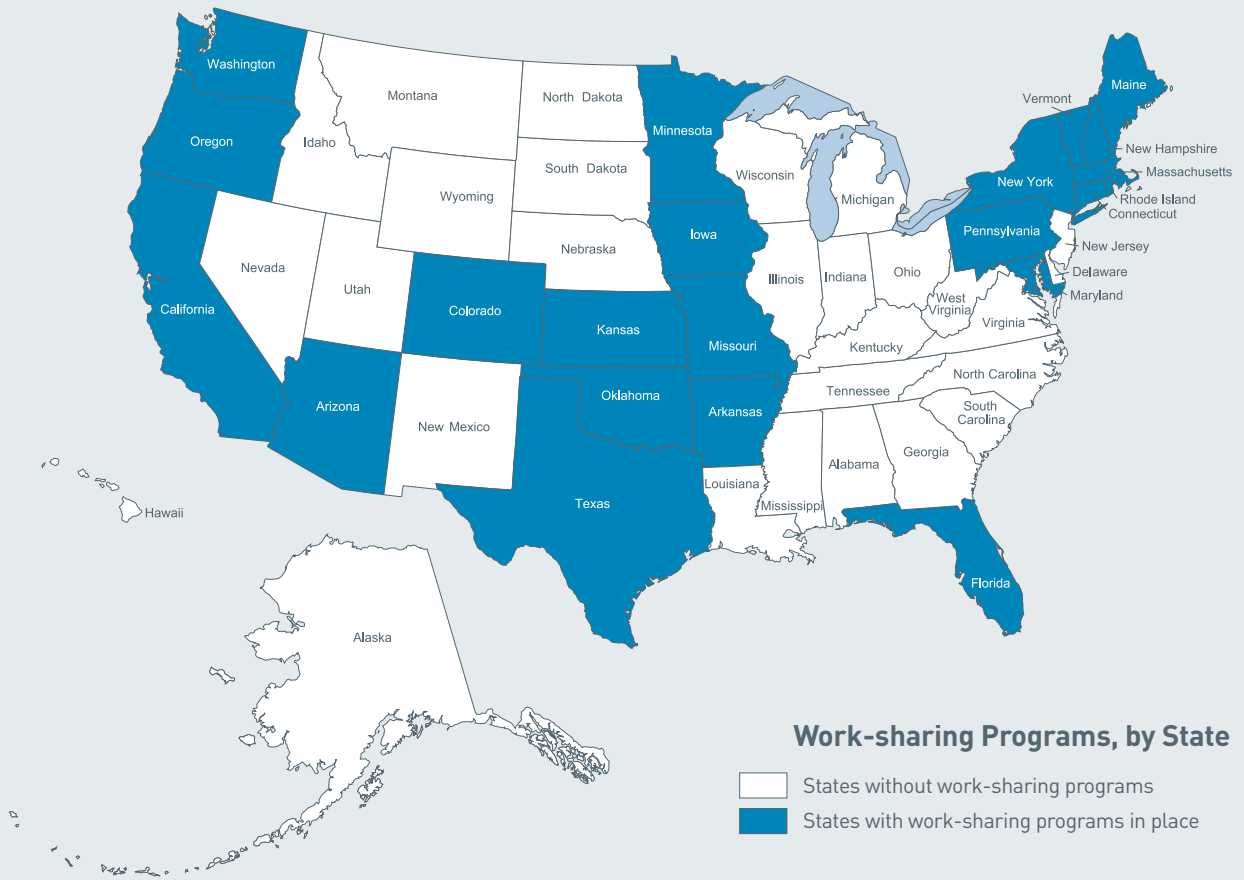 Washington
Oregon
California
Idaho
Nevada
Montana
Wyoming
Utah
Arizona
Colorado
New Mexico
North Dakota
South Dakota
Nebraska
Kansas
Oklahoma
Texas
Minnesota
Iowa
Missouri
Arkansas
Louisiana
Wisconsin
Illinois
Michigan
Indiana
Ohio
Kentucky
Tennessee
Mississippi
Alabama
Georgia
Florida
South
Carolina
North Carolina
Virginia
West
Virginia
Pennsylvania
New York
Vermont
Maine
New Hampshire
Massachusetts
Rhode Island
Connecticut
New Jersey
Delaware
Maryland
Hawaii
Alaska
Work-sharing Programs, by State
States without work-sharing programs
States with work-sharing programs in place